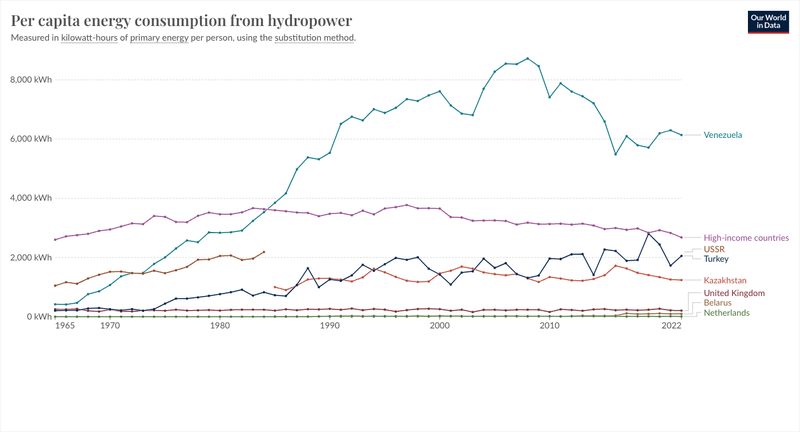 Per capita energy consumption from hydropower
Our World
in Data
Measured in kilowatt-hours of primary energy per person, using the substitution method.
8,000 kWh
6,000 kWh
4,000 kWh
2,000 kWh
0 kWh
Venezuela
High-income countries
USSR
Turkey
Kazakhstan
United Kingdom
Belarus
Netherlands
1965
1970
1980
1990
2000
2010
2022